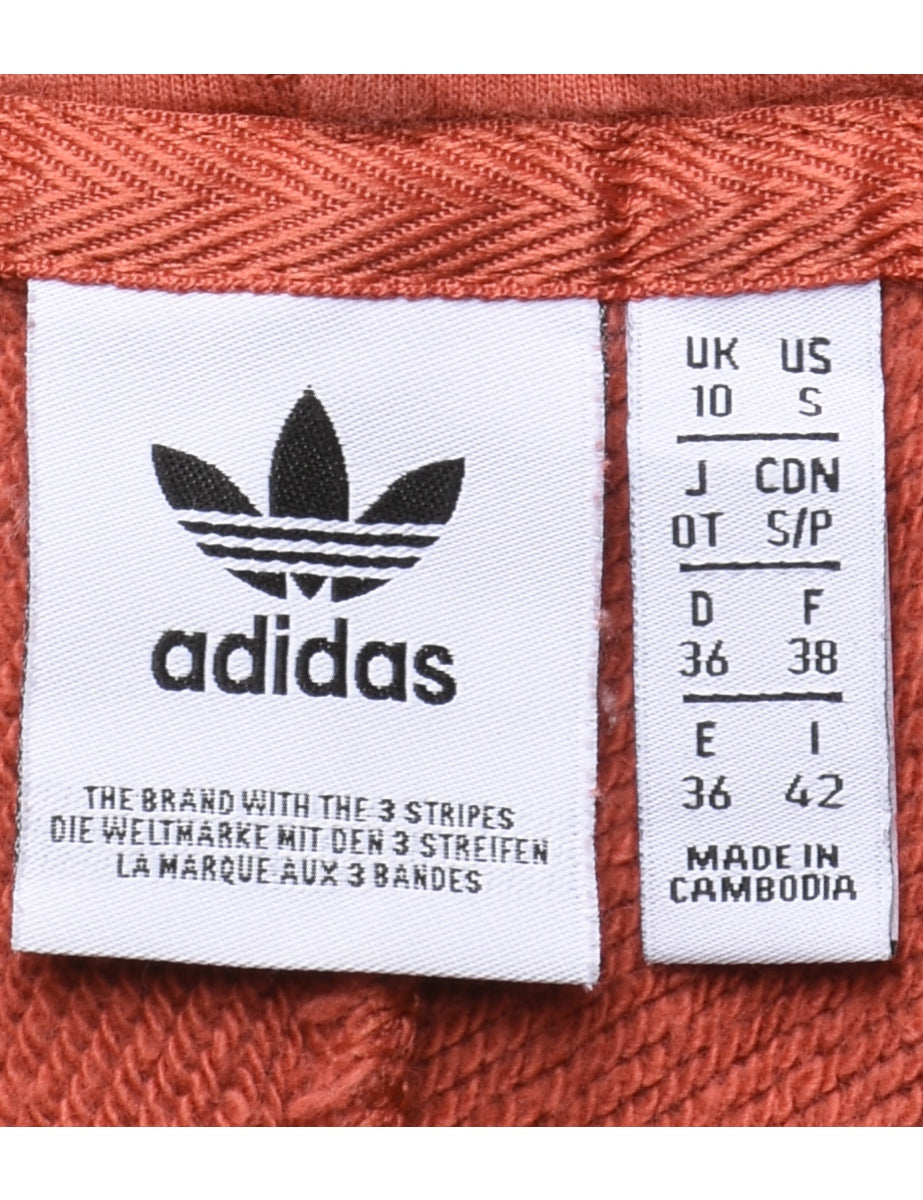 adidas
THE BRAND WITH THE 3 STRIPES
DIE WELTMARKE MIT DEN 3 STREIFEN
LA MARQUE AUX 3 BANDES
UK US
10 S
J CDN
OT S/P
D F
36 38
E I
36 42
MADE IN
CAMBODIA